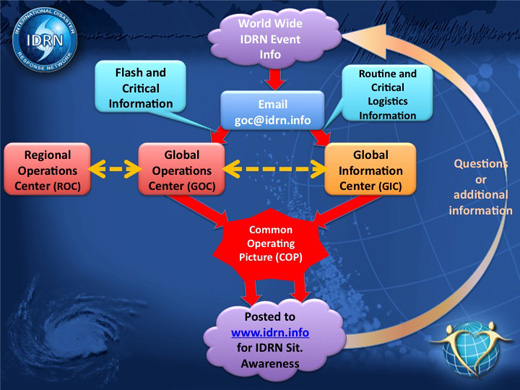 INTERNATIONAL DISASTER
IDRN
RESPONSE NETWORK
World Wide
IDRN Event
Info
Flash and
Critical
Information
Email
goc@idrn.info
Routine and
Critical
Logistics
Information
Regional
Operations
Center (ROC)
Global
Operations
Center (GOC)
Global
Information
Center (GIC)
Questions
or
additional
information
Common
Operating
Picture (COP)
Posted to
www.idrn.info
for IDRN Sit.
Awareness